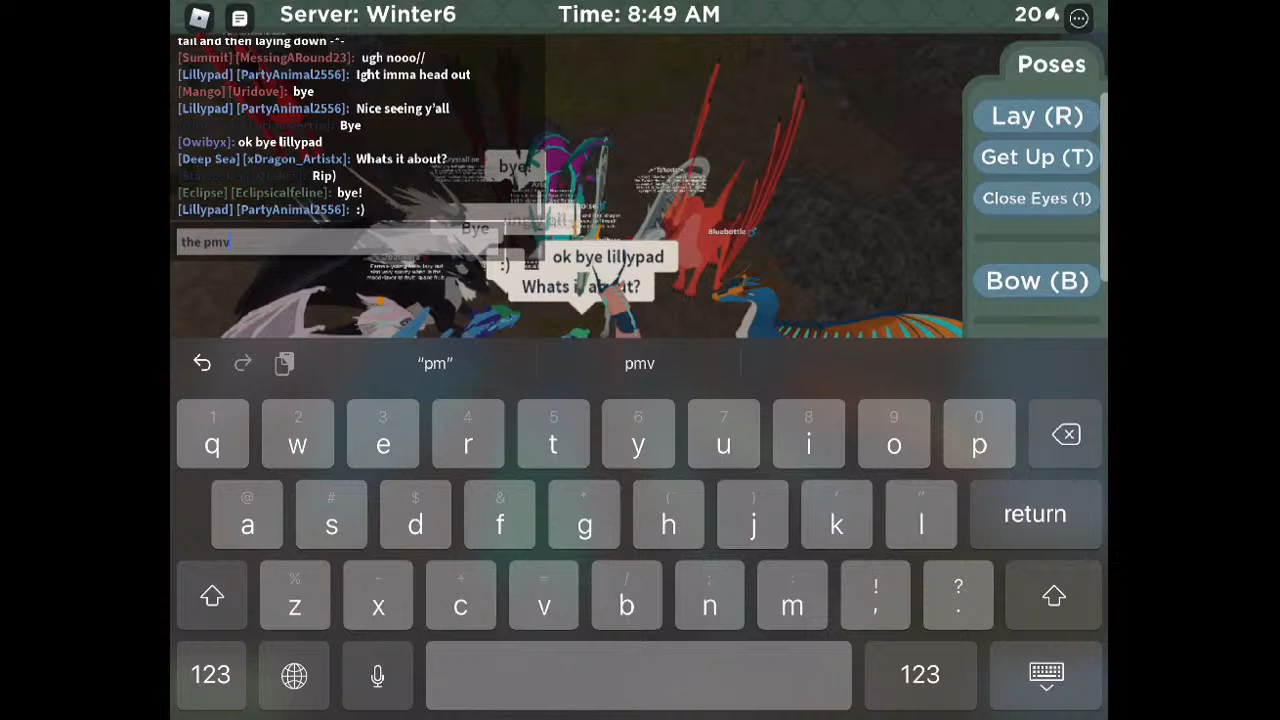 Server: Winter6
Time: 8:49 AM
20
tail and then laying down -^-
[Summit] [MessingARound23]: ugh nooo//
[Lillypad] [PartyAnimal2556]: Ight imma head out
[Mango] [Uridove]: bye
[Lillypad] [PartyAnimal2556]: Nice seeing y'all
Bye
[Owibyx]: ok bye lillypad
[Deep Sea] [xDragon_Artistx]: Whats it about?
Rip)
[Eclipse] [Eclipsicalfeline]: bye!
[Lillypad] [PartyAnimal2556]: :)
the pmv
bye!
Bye
:)
ok bye lillypad
Whats it about?
Bluebottle
Poses
Lay (R)
Get Up (T)
Close Eyes (1)
Bow (B)
“pm”
pmv
1 2 3 4 5 6 7 8 9 0
q w e r t y u i o p
@ # $ & * ( ) ' "
a s d f g h j k l return
% - + = / ; : ! ?
z x c v b n m , .
123
123